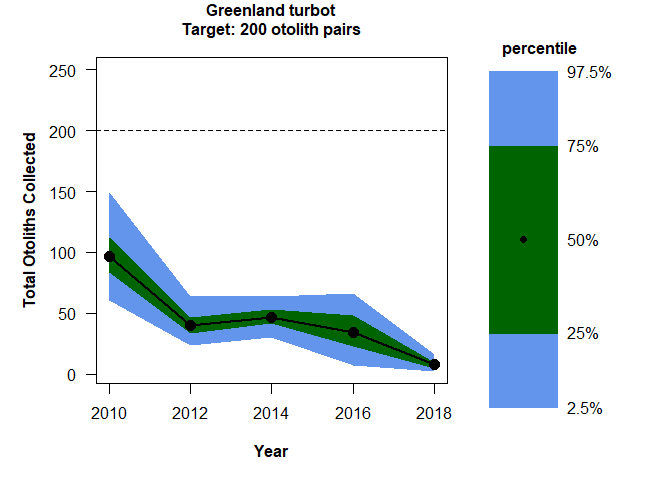 Greenland turbot
Target: 200 otolith pairs
percentile
Total Otoliths Collected
250
200
150
100
50
0
2010 2012 2014 2016 2018
Year
97.5%
75%
50%
25%
2.5%